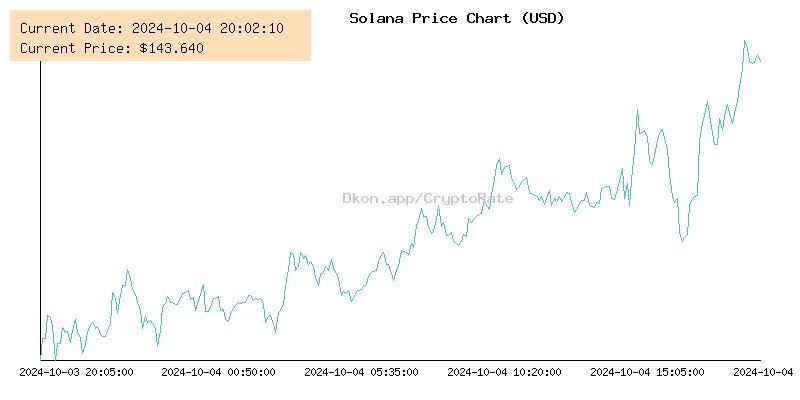 Solana Price Chart (USD)
Current Date: 2024-10-04 20:02:10
Current Price: $143.640
Dkon.app/CryptoRate
2024-10-03 20:05:00
2024-10-04 00:50:00
2024-10-04 05:35:00
2024-10-04 10:20:00
2024-10-04 15:05:00
2024-10-04